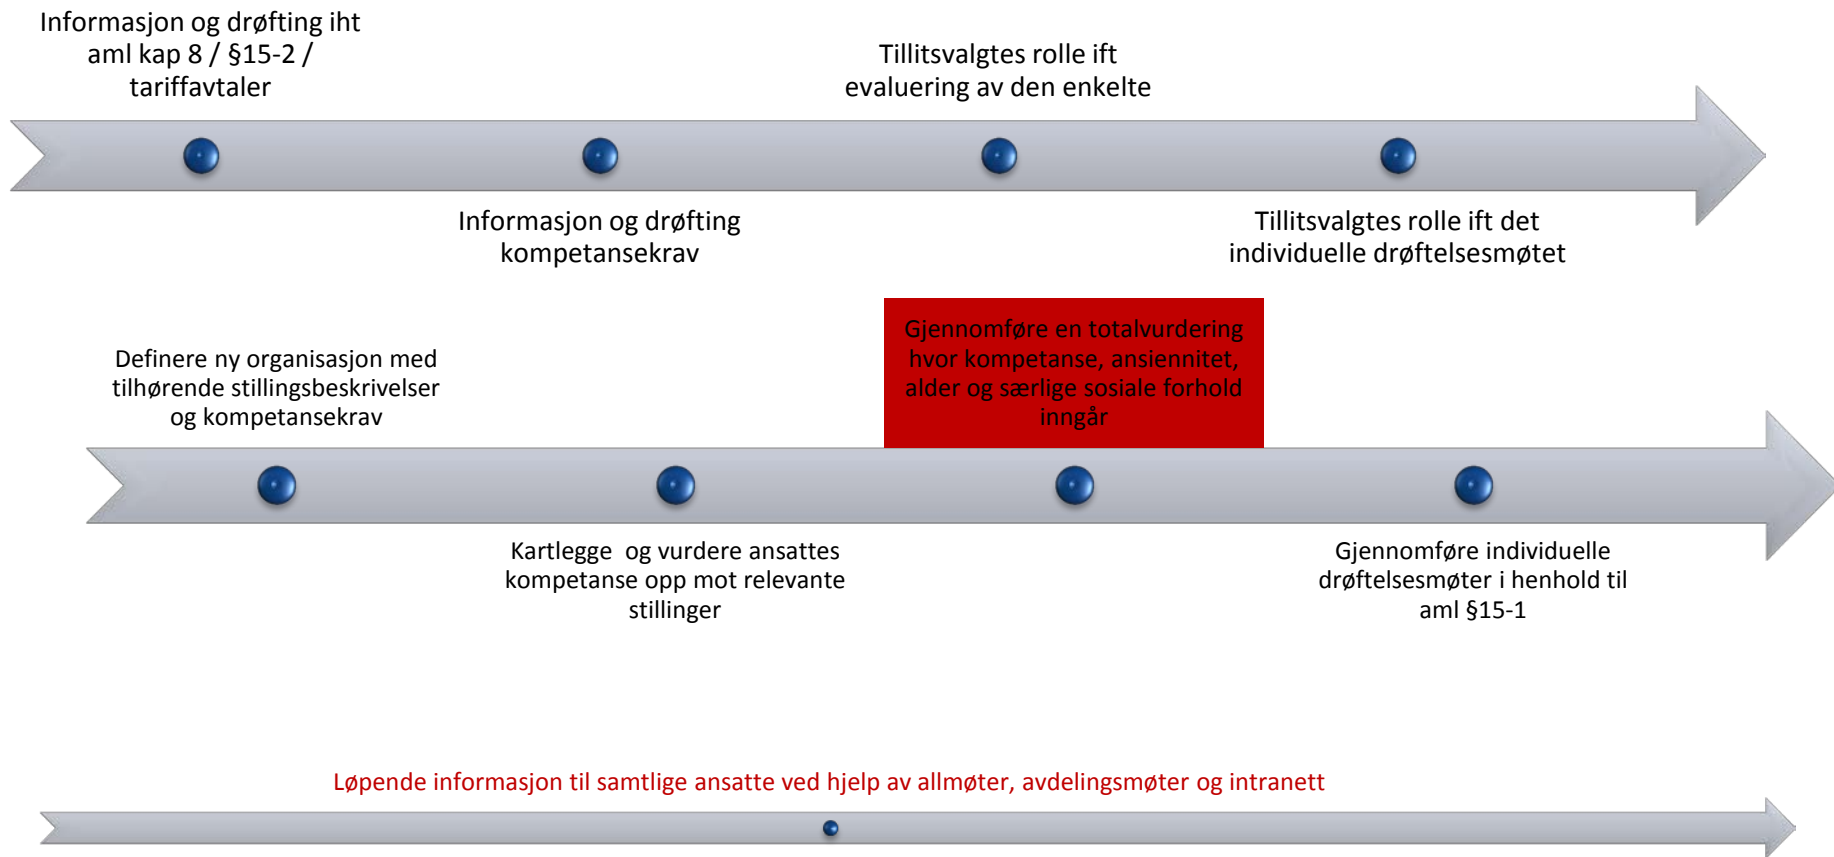 Informasjon og drøfting iht
aml kap 8 / §15-2 /
tariffavtaler
Tillitsvalgtes rolle ift
evaluering av den enkelte
Informasjon og drøfting
kompetansekrav
Tillitsvalgtes rolle ift det
individuelle drøftelsesmøtet
Definere ny organisasjon med
tilhørende stillingsbeskrivelser
og kompetansekrav
Gjennomføre en totalvurdering
hvor kompetanse, ansiennitet,
alder og særlige sosiale forhold
inngår
Kartlegge og vurdere ansattes
kompetanse opp mot relevante
stillinger
Gjennomføre individuelle
drøftelsesmøter i henhold til
aml §15-1
Løpende informasjon til samtlige ansatte ved hjelp av allmøter, avdelingsmøter og intranett